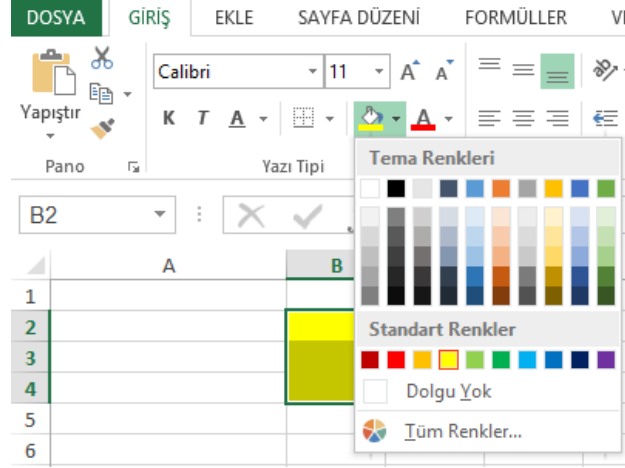 DOSYA GİRİŞ EKLE SAYFA DÜZENİ FORMÜLLER
Calibri 11 A A
Yapıştır
K T A A
Pano Yazı Tipi
Tema Renkleri
B2
A B
1
2
Standart Renkler
3
4
Dolgu Yok
5
Tüm Renkler...
6